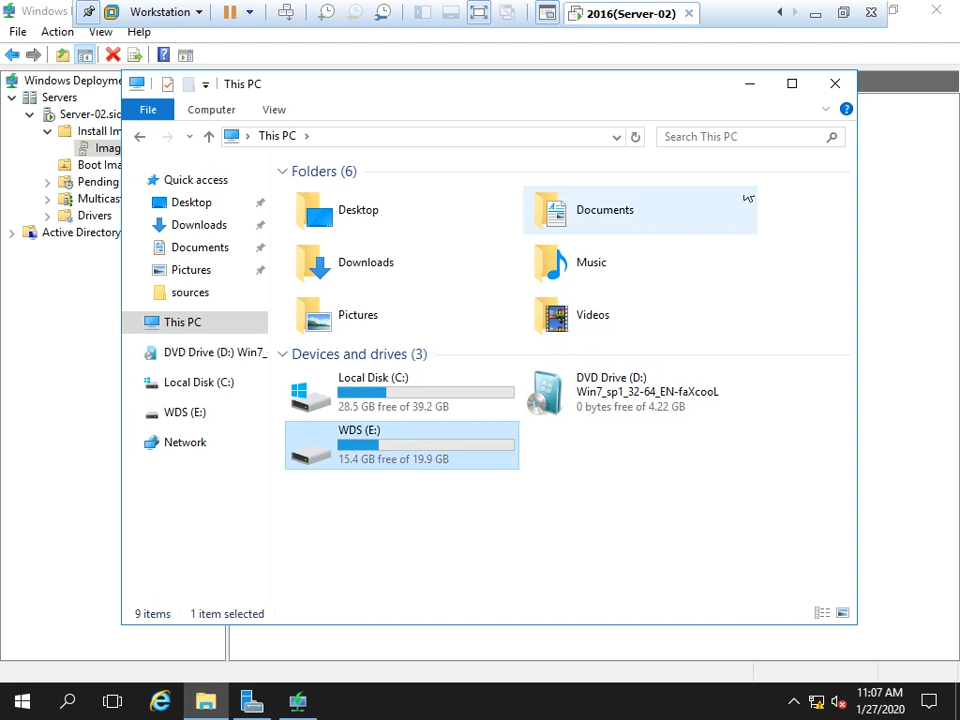 Windows
Workstation
2016(Server-02)
File Action View Help
Windows Deployme
Servers
Server-02.sid
Install Im
Imag
Boot Ima
Pending
Multicas
Drivers
Active Directory
This PC
File Computer View
This PC
Search This PC
Quick access
Desktop
Downloads
Documents
Pictures
sources
This PC
DVD Drive (D:) Win7_
Local Disk (C:)
WDS (E:)
Network
Folders (6)
Desktop
Documents
Downloads
Music
Pictures
Videos
Devices and drives (3)
Local Disk (C:)
28.5 GB free of 39.2 GB
DVD Drive (D:)
Win7_sp1_32-64_EN-faXcooL
0 bytes free of 4.22 GB
WDS (E:)
15.4 GB free of 19.9 GB
9 items 1 item selected
11:07 AM
1/27/2020